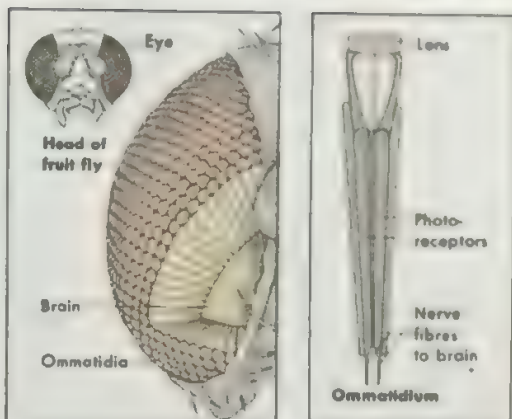 Eye
Head of
fruit fly
Brain
Ommatidia
Lens
Photo-
receptors
Nerve
fibres
to brain
Ommatidium